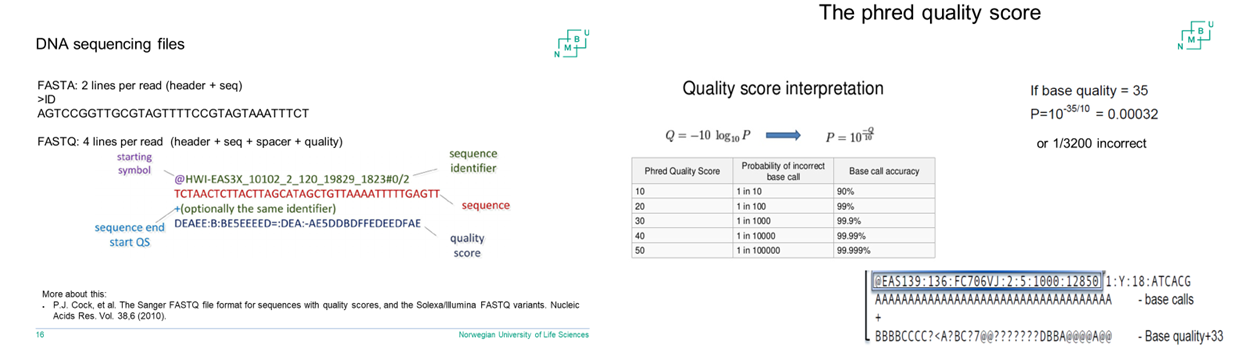 DNA sequencing files
N M B U
FASTA: 2 lines per read (header + seq)
>ID
AGTCCGGTTGCGTAGTTTTCCGTAGTAAATTTCT
FASTQ: 4 lines per read  (header + seq + spacer + quality)
starting symbol
sequence identifier
@HWI-EAS3X_10102_2_120_19829_1823#0/2
TCTAACTCTTACTTAGCATAGCTGTTAAAATTTTTGAGTT
sequence
+(optionally the same identifier)
sequence end start QS
DEAEE:B:BE5EEEED=:DEA:-AE5DDBDFFEDEEDFAE
quality score
More about this:
• P.J. Cock, et al. The Sanger FASTQ file format for sequences with quality scores, and the Solexa/Illumina FASTQ variants. Nucleic
Acids Res. Vol. 38,6 (2010).
16
Norwegian University of Life Sciences
The phred quality score
N M B U
Quality score interpretation
Q = −10 log10 P
P = 10^(−Q/10)
If base quality = 35
P=10^-35/10 = 0.00032
or 1/3200 incorrect
Phred Quality Score Probability of incorrect base call Base call accuracy
10 1 in 10 90%
20 1 in 100 99%
30 1 in 1000 99.9%
40 1 in 10000 99.99%
50 1 in 100000 99.999%
@EAS139:136:FC706VJ:2:5:1000:12850 1:Y:18:ATCACG
AAAAAAAAAAAAAAAAAAAAAAAAAAAAAAAAAAA - base calls
+
BBBBCCCC?<A?BC?7@@???????DBBA@@@@A@@ - Base quality+33